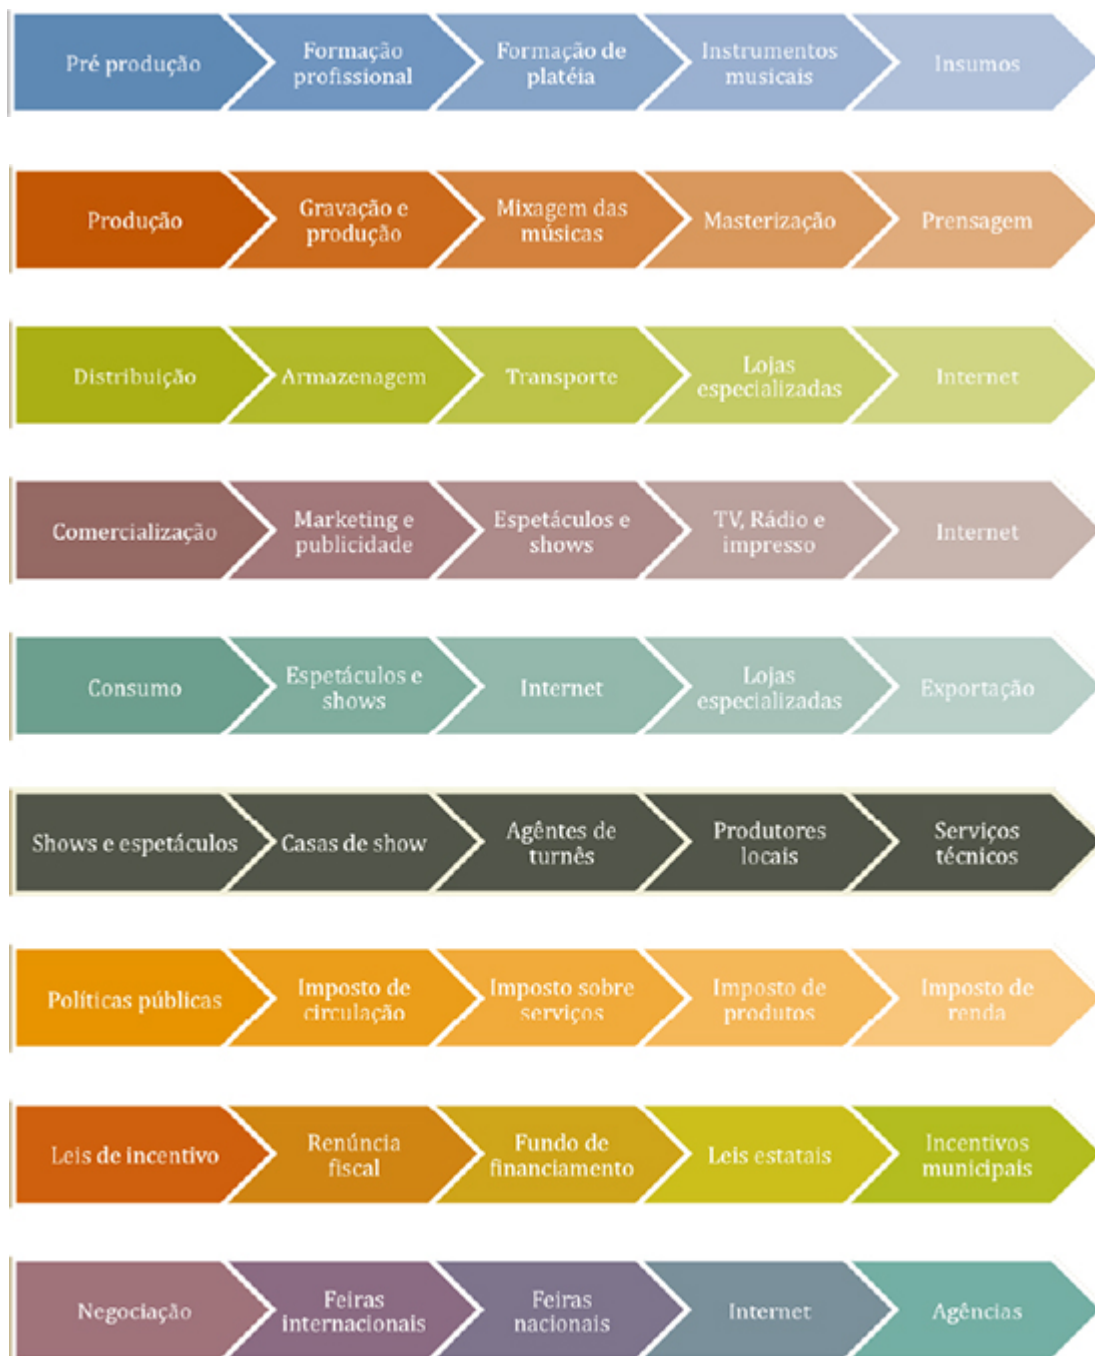 Pré produção
Formação
profissional
Formação de
platéia
Instrumentos
musicais
Insumos
Produção
Gravação e
produção
Mixagem das
músicas
Masterização
Prensagem
Distribuição
Armazenagem
Transporte
Lojas
especializadas
Internet
Comercialização
Marketing e
publicidade
Espetáculos e
shows
TV, Rádio e
impresso
Internet
Consumo
Espetáculos e
shows
Internet
Lojas
especializadas
Exportação
Shows e espetáculos
Casas de show
Agêntes de
turnês
Produtores
locais
Serviços
técnicos
Políticas públicas
Imposto de
circulação
Imposto sobre
serviços
Imposto de
produtos
Imposto de
renda
Leis de incentivo
Renúncia
fiscal
Fundo de
financiamento
Leis estatais
Incentivos
municipais
Negociação
Feiras
internacionais
Feiras
nacionais
Internet
Agências